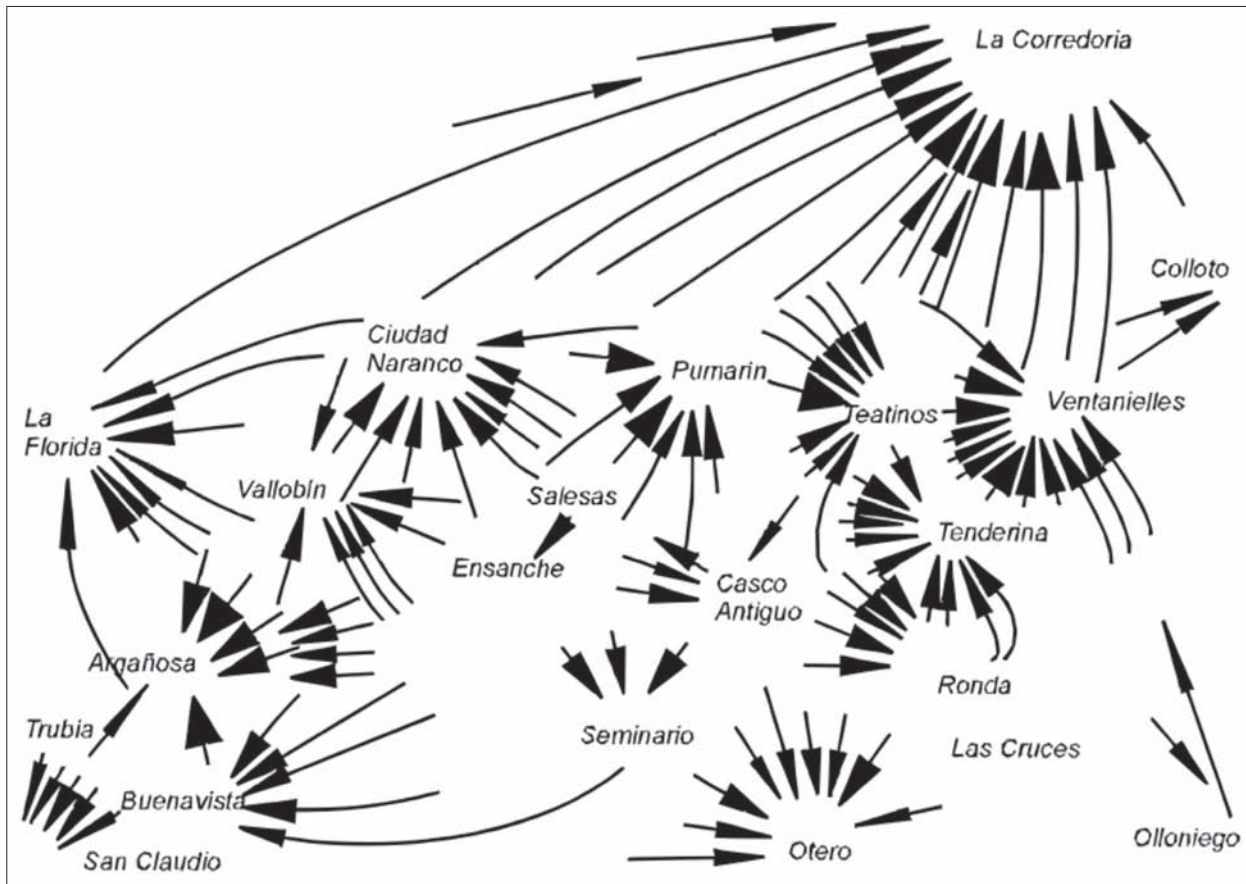 La Corredoria
Colloto
Ciudad
Naranco
Pumarin
La
Florida
Teatinos
Ventanielles
Vallobín
Salesas
Ensanche
Tenderina
Casco
Antiguo
Argañosa
Ronda
Trubia
Seminario
Las Cruces
Buenavista
San Claudio
Otero
Olloniego